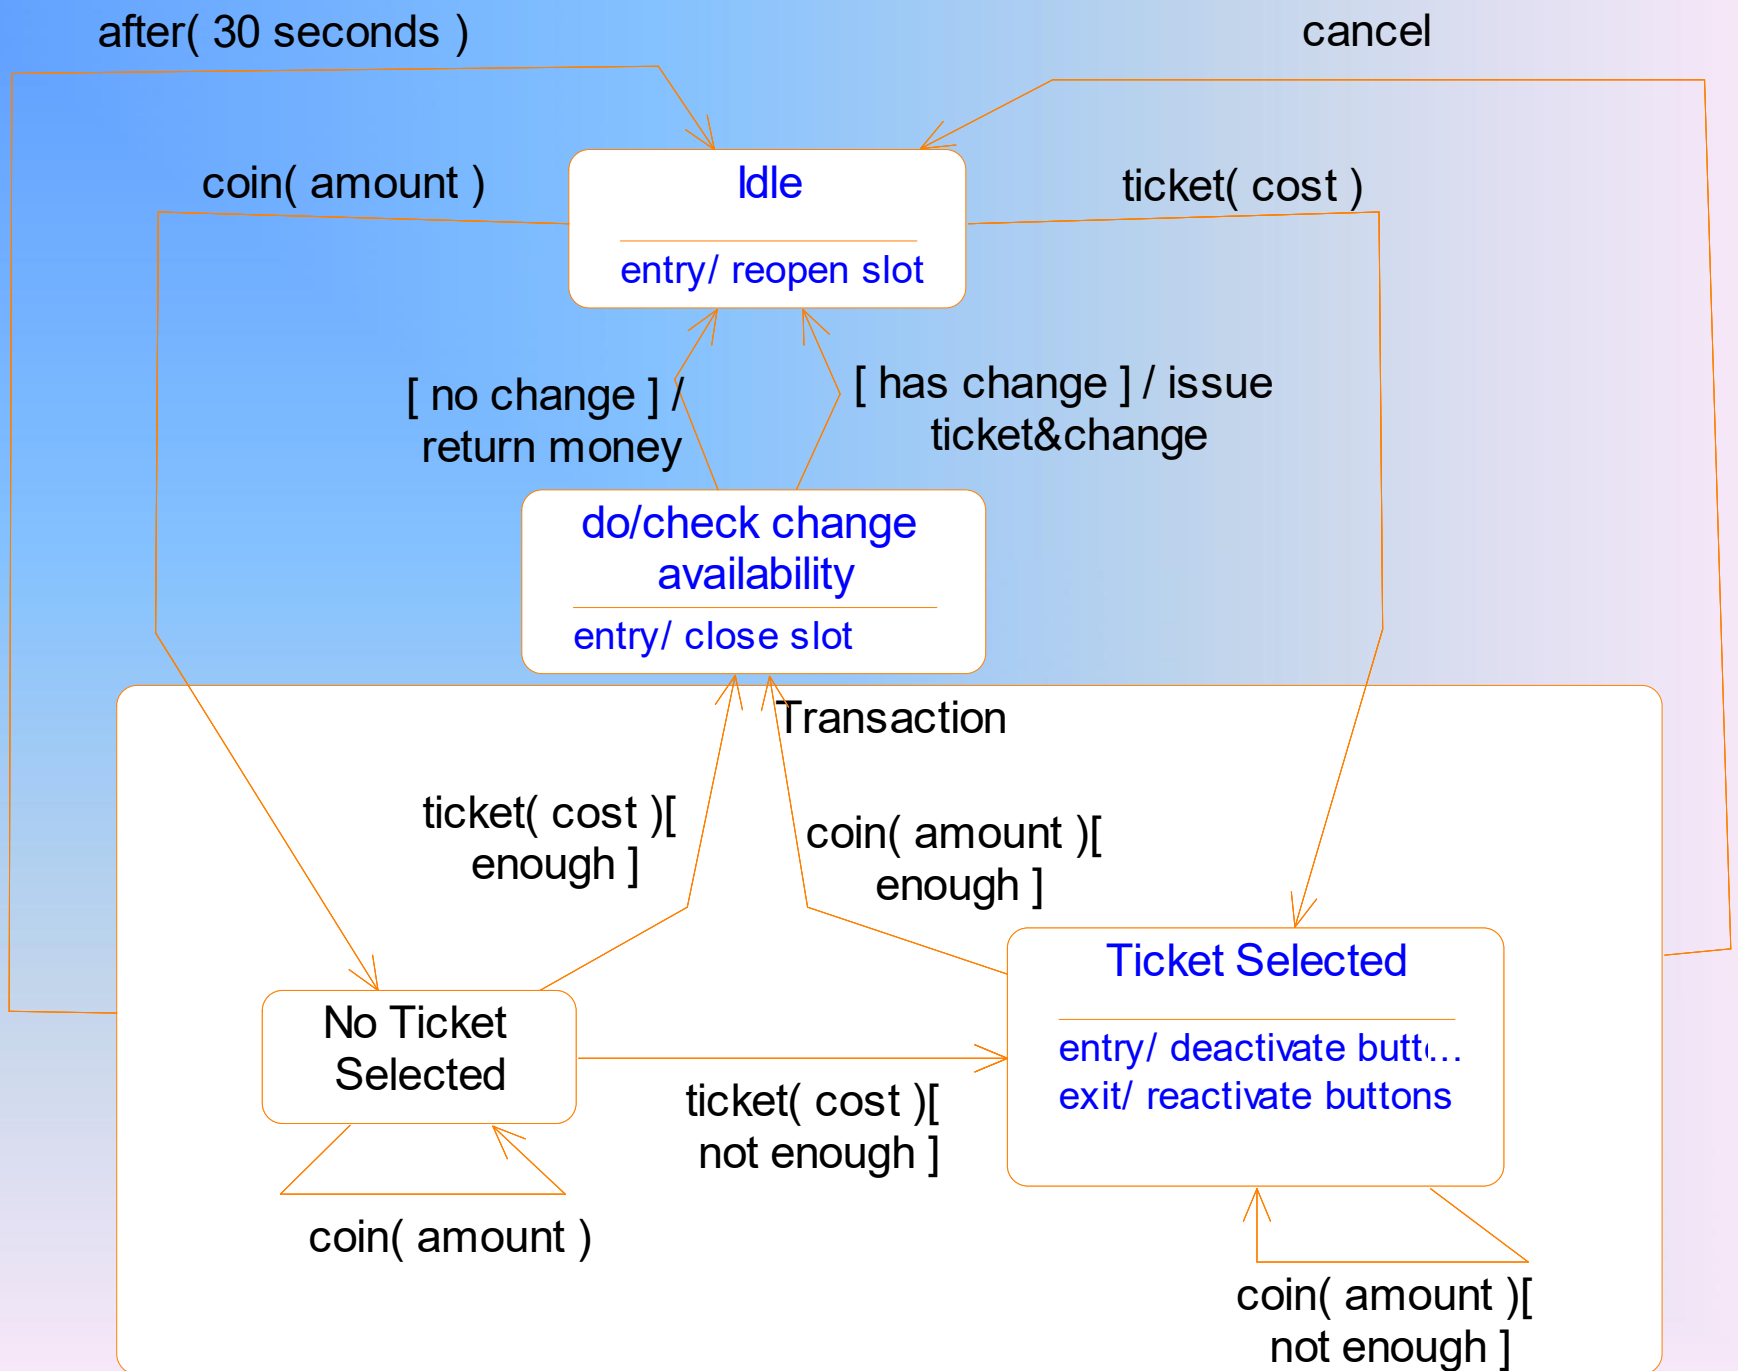 after( 30 seconds )
cancel
coin( amount )
Idle
ticket( cost )
entry/ reopen slot
[ no change ] /
return money
[ has change ] / issue
ticket&change
do/check change
availability
entry/ close slot
Transaction
ticket( cost )[
enough ]
coin( amount )[
enough ]
Ticket Selected
entry/ deactivate butt...
exit/ reactivate buttons
No Ticket
Selected
ticket( cost )[
not enough ]
coin( amount )
coin( amount )[
not enough ]